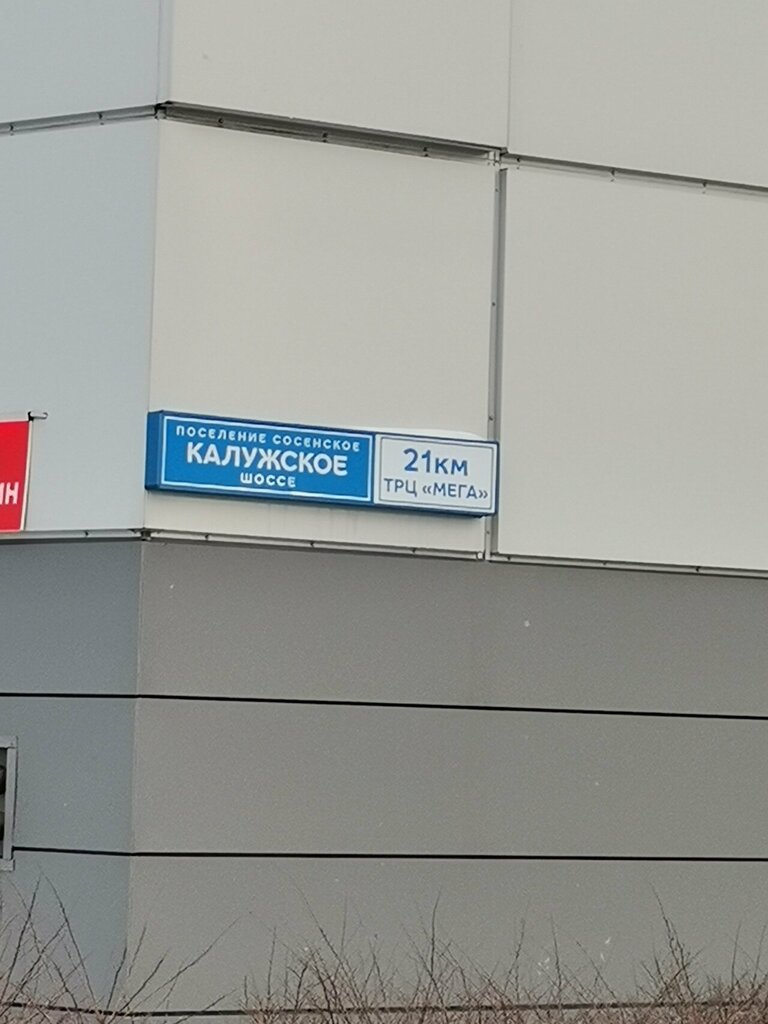 ПОСЕЛЕНИЕ СОСЕНСКОЕ
КАЛУЖСКОЕ
ШОССЕ
21км
ТРЦ «МЕГА»